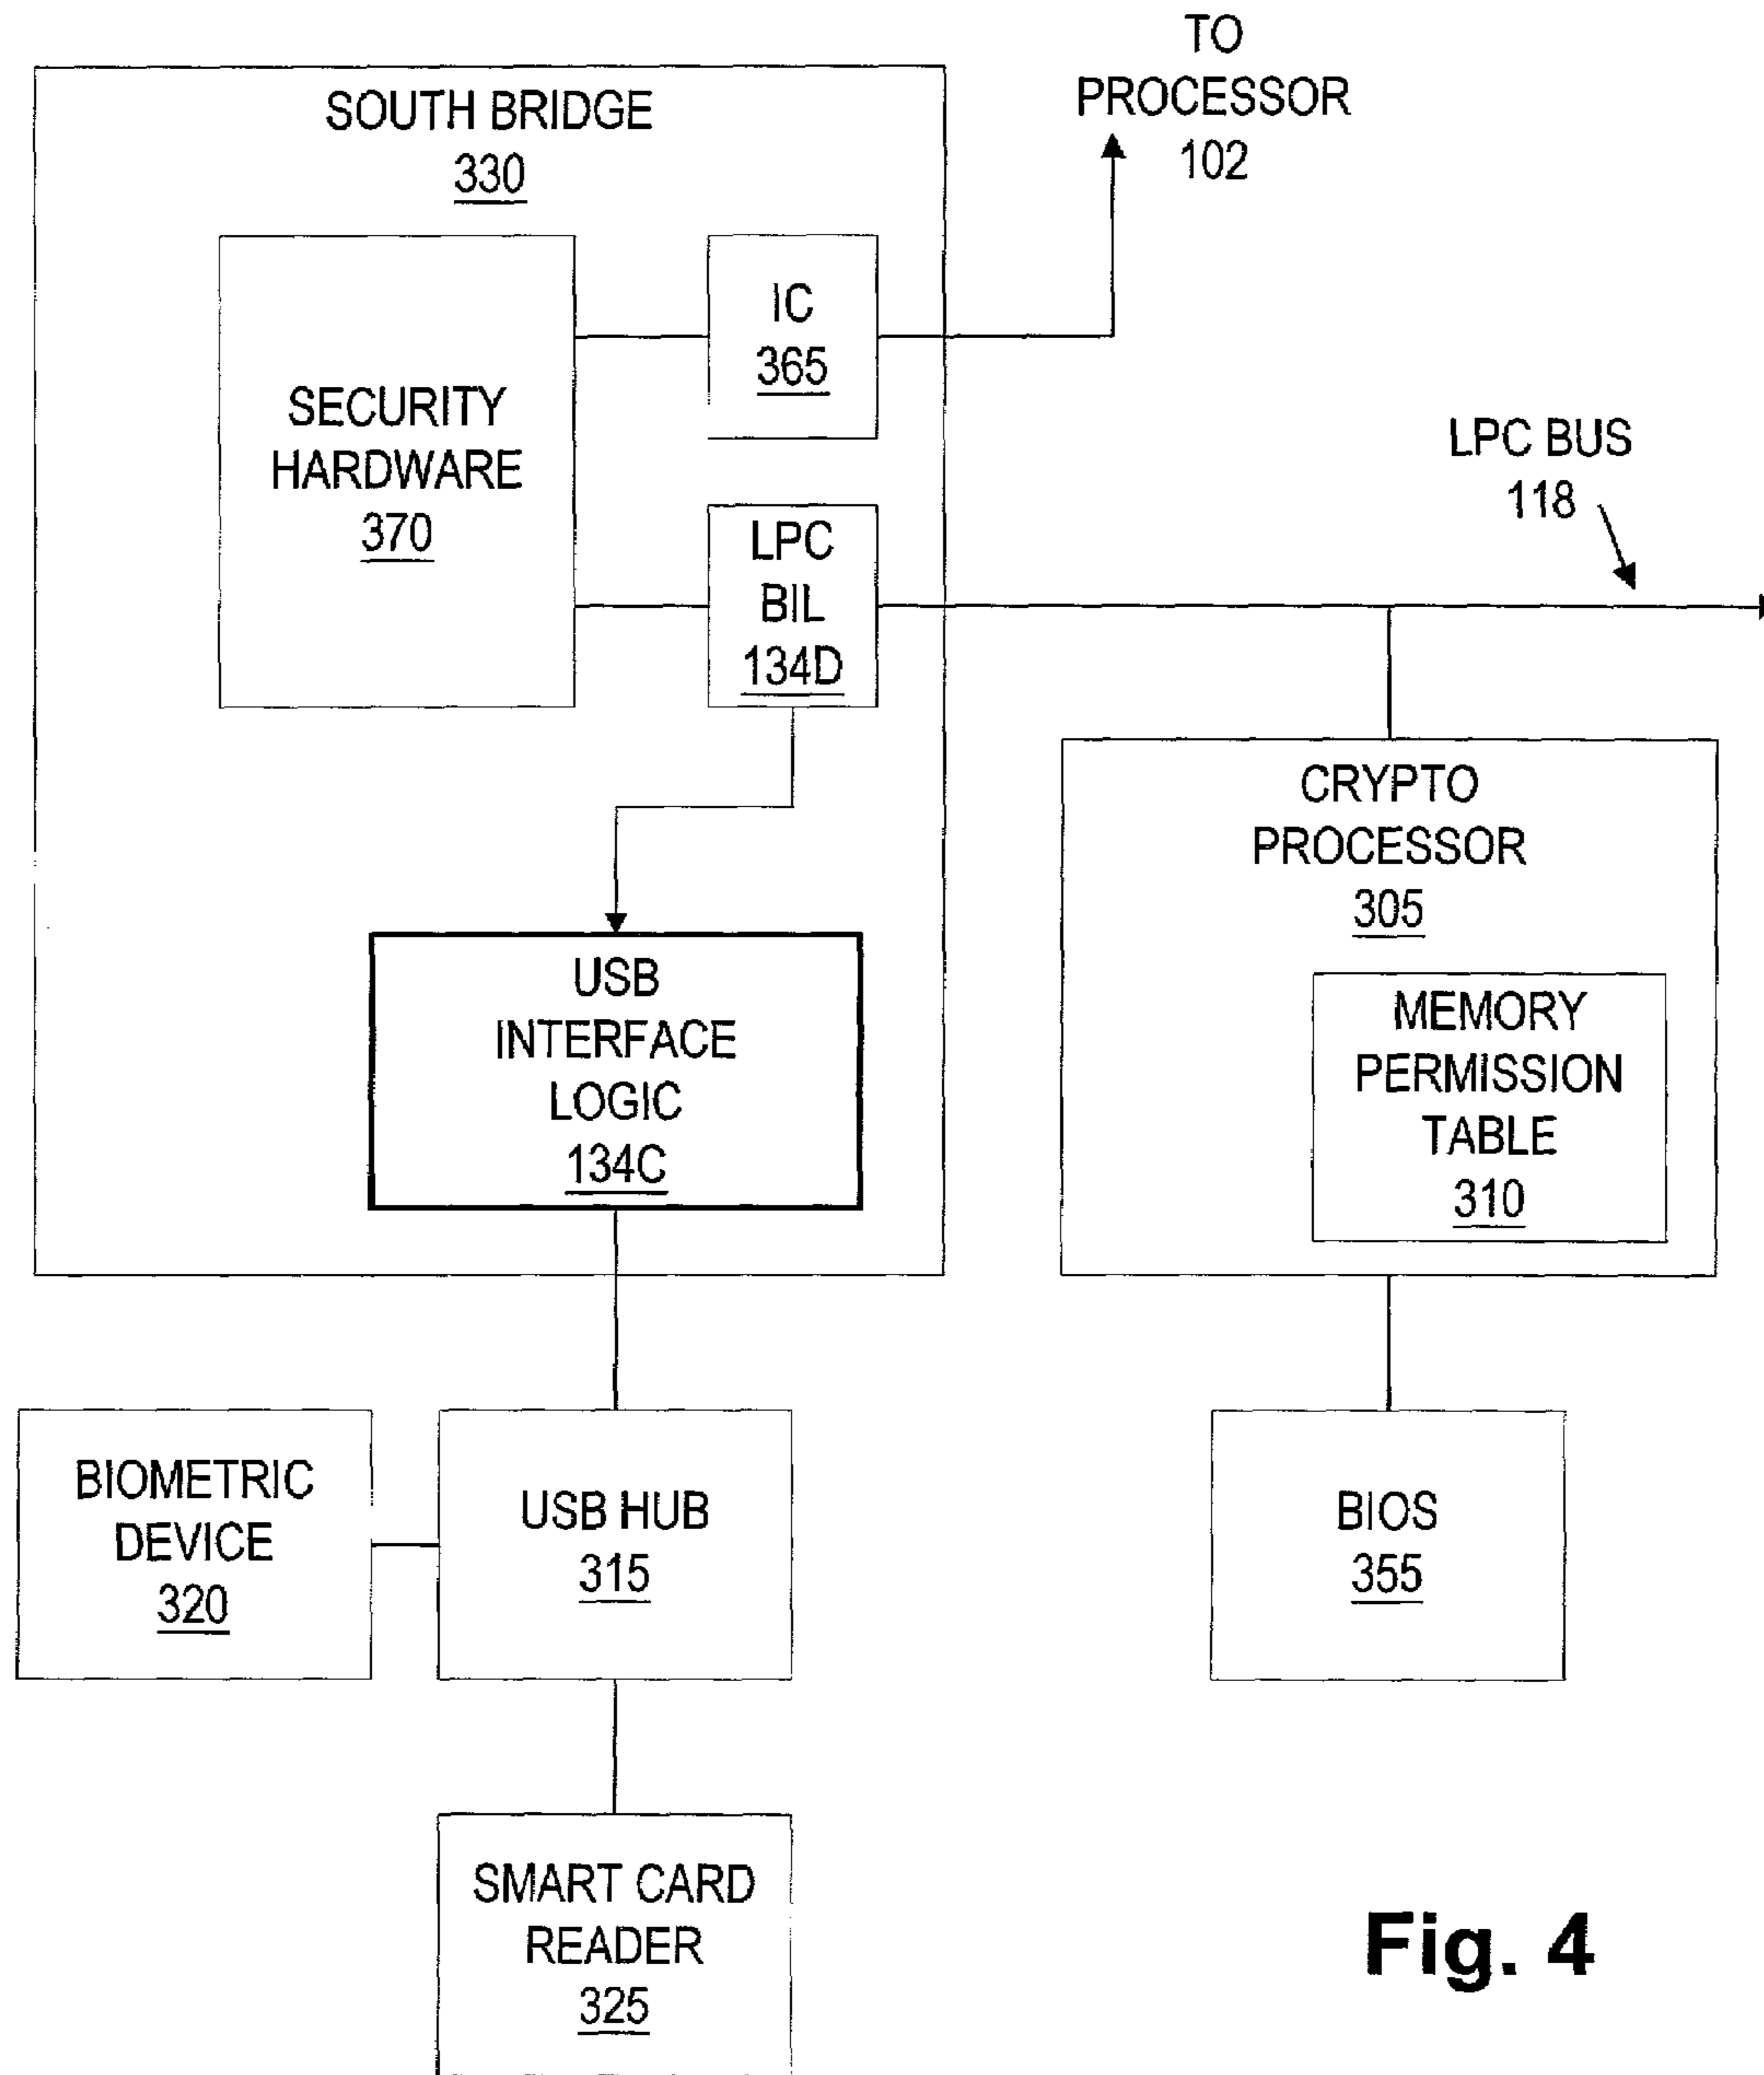 TO
PROCESSOR
102
SOUTH BRIDGE
330
SECURITY
HARDWARE
370
IC
365
LPC
BIL
134D
LPC BUS
118
USB
INTERFACE
LOGIC
134C
CRYPTO
PROCESSOR
305
MEMORY
PERMISSION
TABLE
310
BIOMETRIC
DEVICE
320
USB HUB
315
BIOS
355
SMART CARD
READER
325
Fig. 4